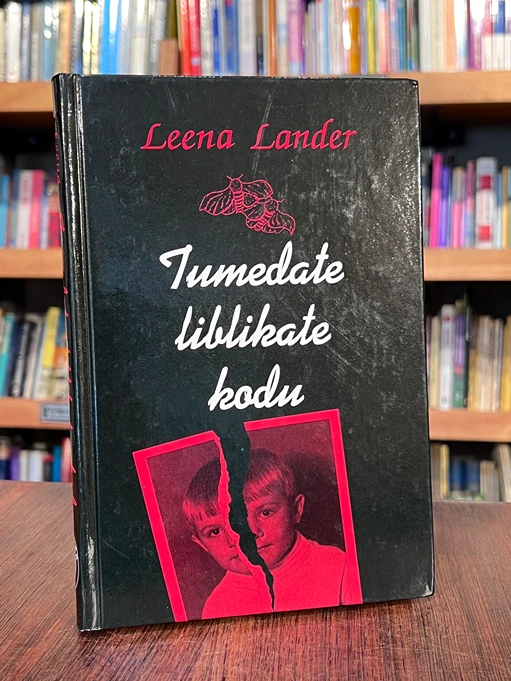 Leena Lander
Tumedate
liblikate
kodu